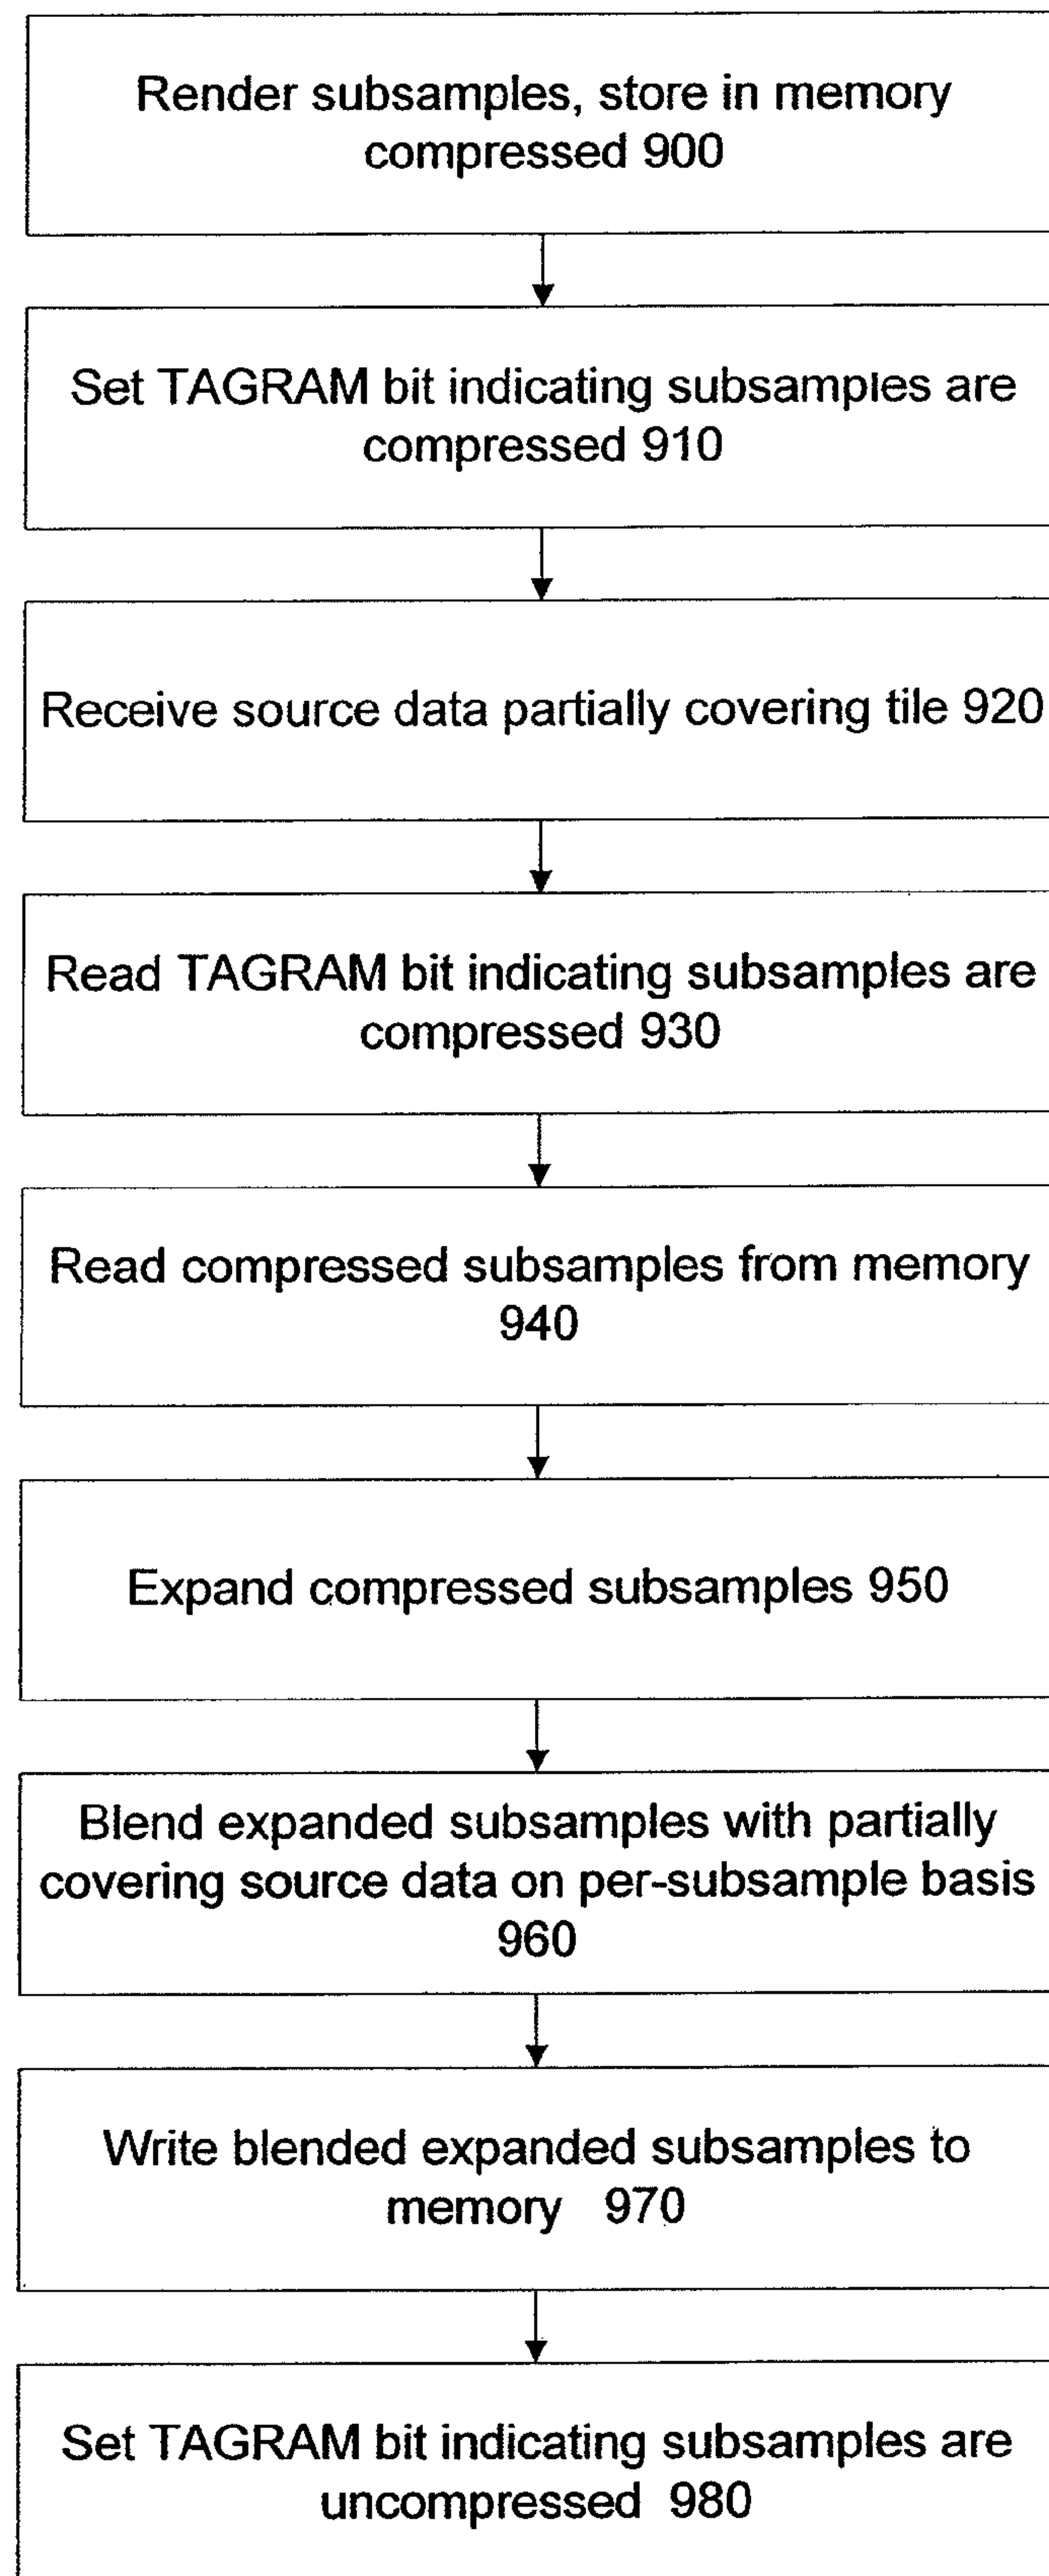 Render subsamples, store in memory
compressed 900
Set TAGRAM bit indicating subsamples are
compressed 910
Receive source data partially covering tile 920
Read TAGRAM bit indicating subsamples are
compressed 930
Read compressed subsamples from memory
940
Expand compressed subsamples 950
Blend expanded subsamples with partially
covering source data on per-subsample basis
960
Write blended expanded subsamples to
memory 970
Set TAGRAM bit indicating subsamples are
uncompressed 980